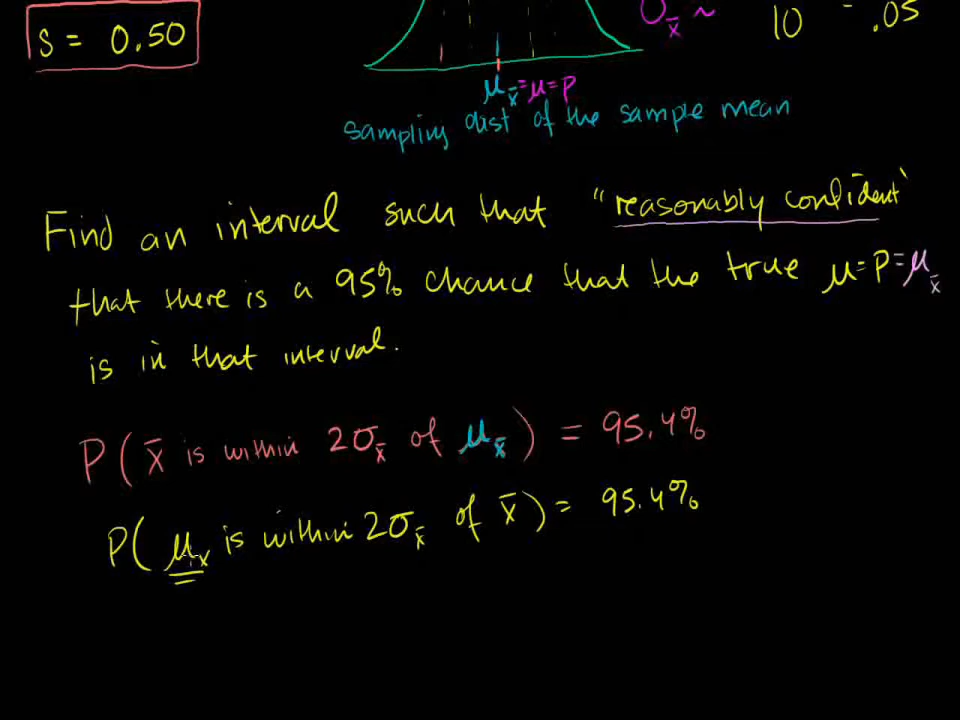 S = 0.50
σx̄ ~
10 = .05
μx̄ = μ = P
sampling dist of the sample mean
Find an interval such that "reasonably confident"
that there is a 95% chance that the true μ = P = μx̄
is in that interval.
P( x̄ is within 2σx̄ of μx̄ ) = 95.4%
P( μx̄ is within 2σx̄ of x̄ ) = 95.4%